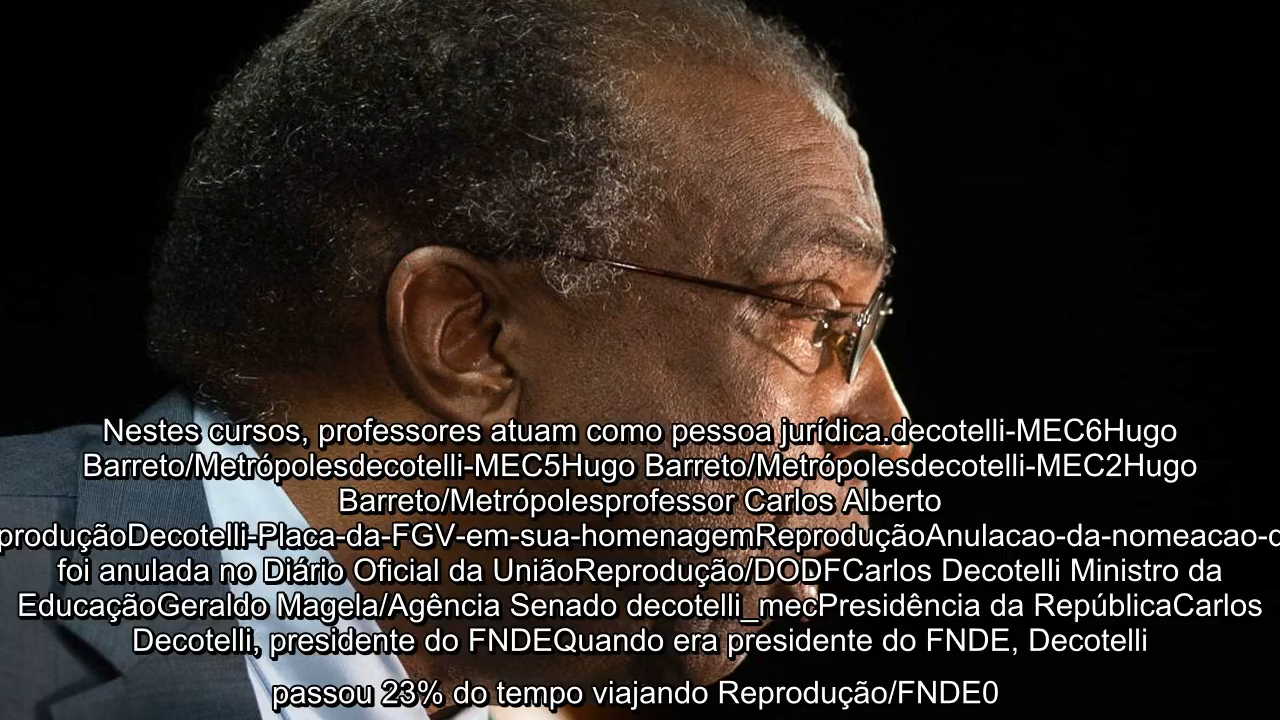 Nestes cursos, professores atuam como pessoa jurídica.decotelli-MEC6Hugo
Barreto/Metrópolesdecotelli-MEC5Hugo Barreto/Metrópolesdecotelli-MEC2Hugo
Barreto/Metrópolesprofessor Carlos Alberto
produçãoDecotelli-Placa-da-FGV-em-sua-homenagemReproduçãoAnulacao-da-nomeacao-
foi anulada no Diário Oficial da UniãoReprodução/DODFCarlos Decotelli Ministro da
EducaçãoGeraldo Magela/Agência Senado decotelli_mecPresidência da RepúblicaCarlos
Decotelli, presidente do FNDEQuando era presidente do FNDE, Decotelli
passou 23% do tempo viajando Reprodução/FNDE0